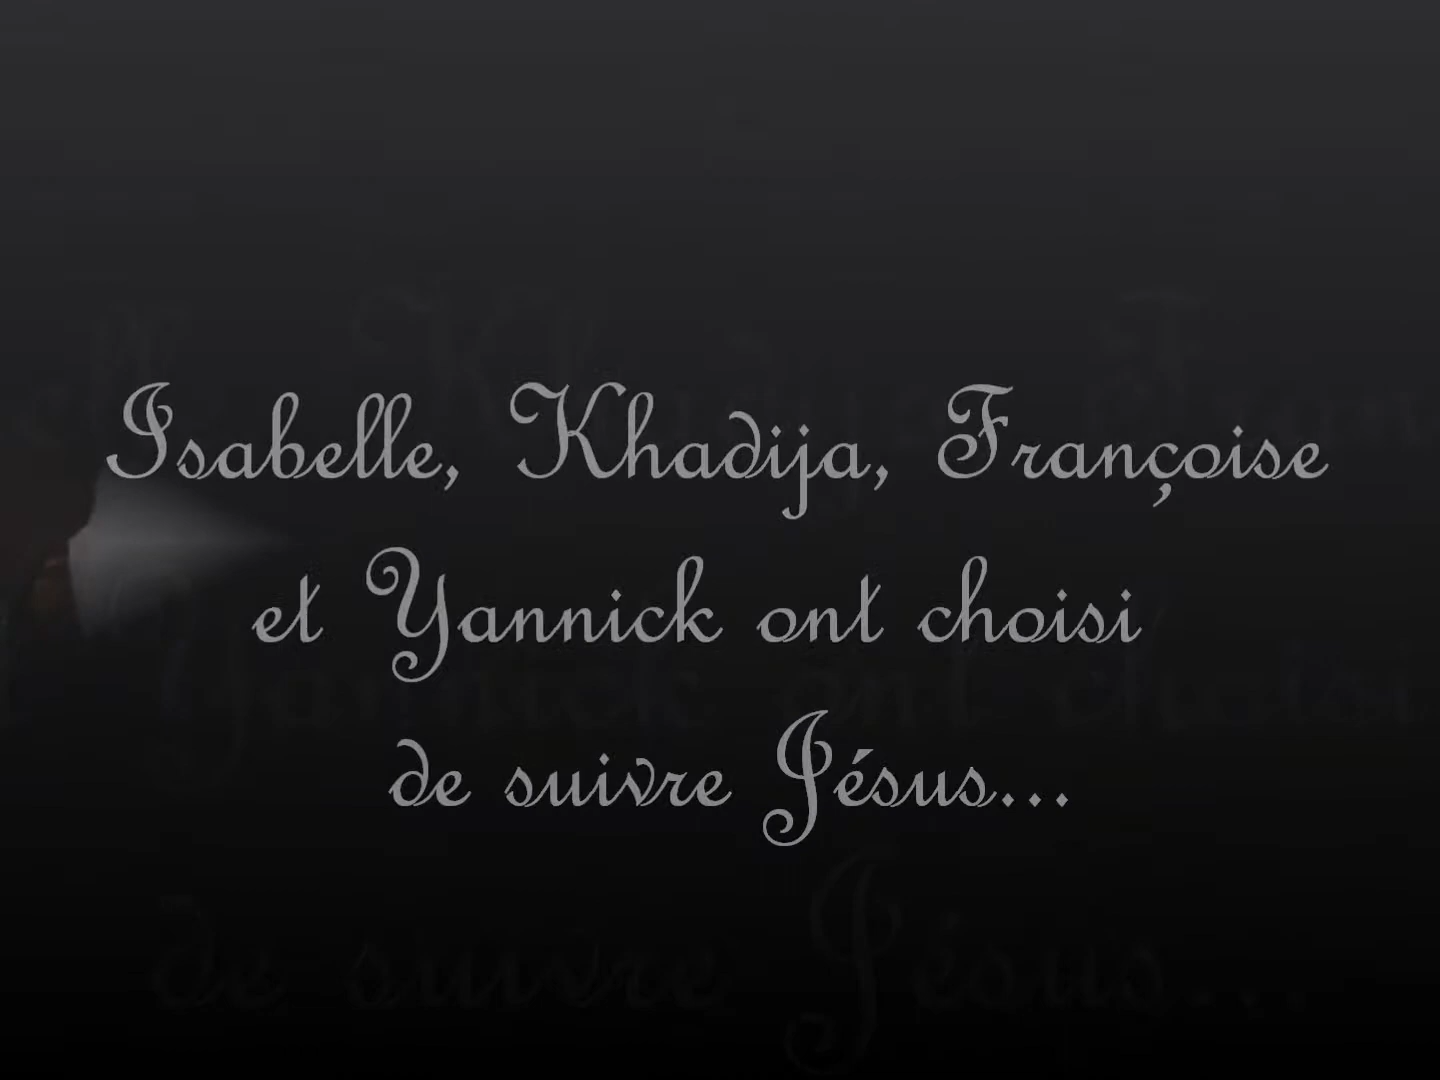 Isabelle, Khadija, Françoise
et Yannick ont choisi
de suivre Jésus...